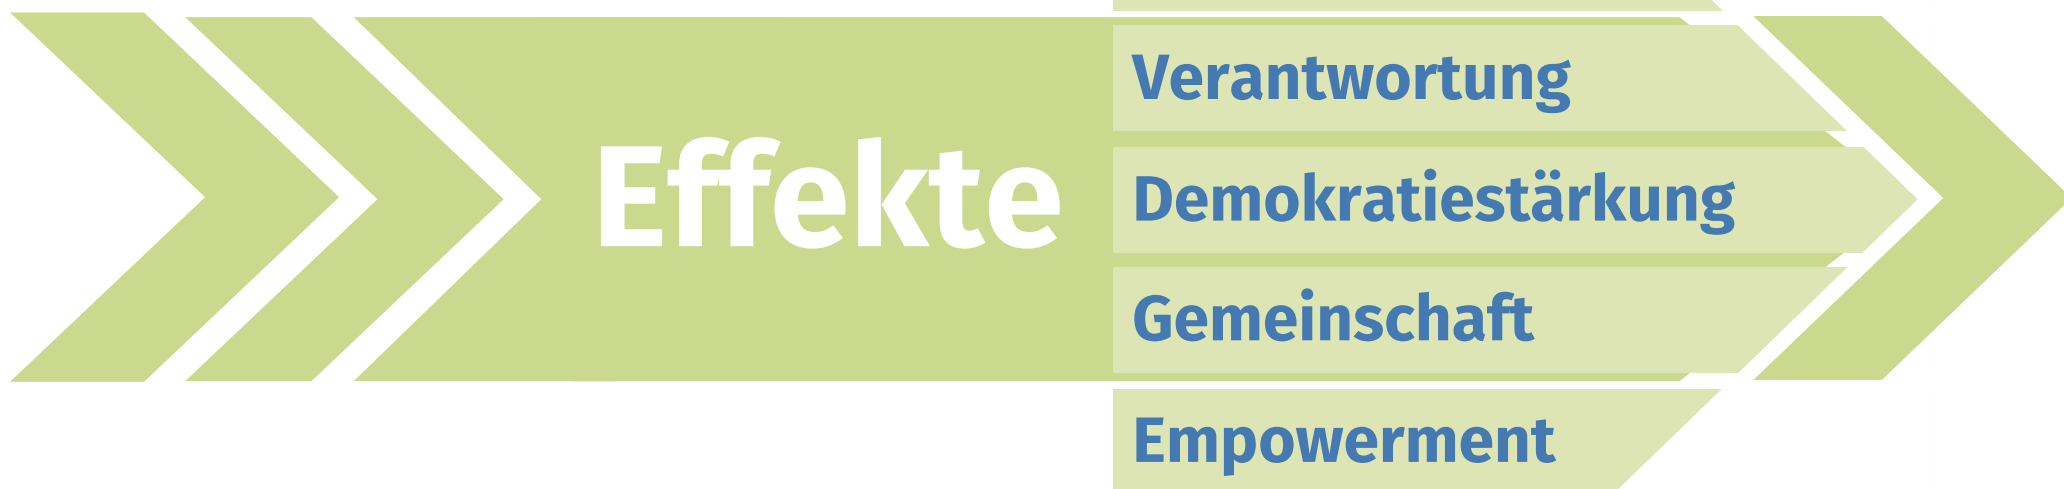 Effekte
Verantwortung
Demokratiestärkung
Gemeinschaft
Empowerment